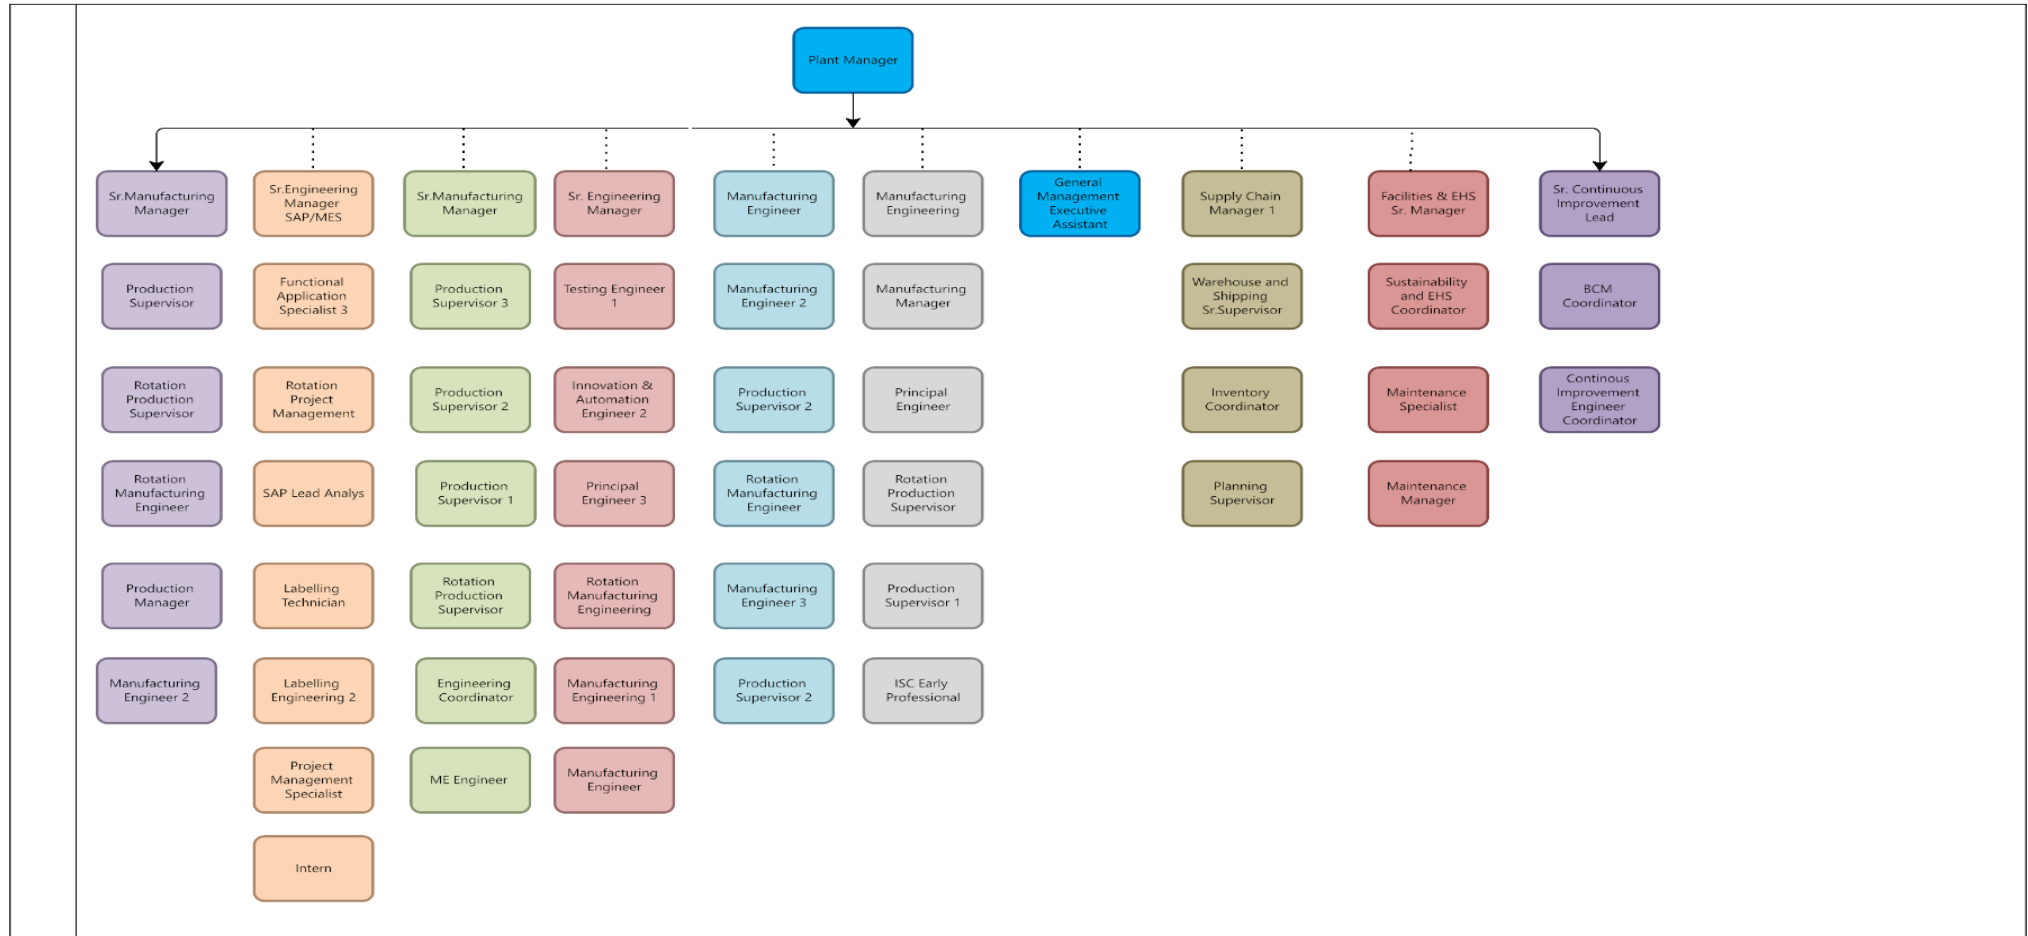 Plant Manager
Sr.Manufacturing
Manager
Sr.Engineering
Manager
SAP/MES
Sr.Manufacturing
Manager
Sr. Engineering
Manager
Manufacturing
Engineer
Manufacturing
Engineering
General
Management
Executive
Assistant
Supply Chain
Manager 1
Facilities & EHS
Sr. Manager
Sr. Continuous
Improvement
Lead
Production
Supervisor
Functional
Application
Specialist 3
Production
Supervisor 3
Testing Engineer
1
Manufacturing
Engineer 2
Manufacturing
Manager
Warehouse and
Shipping
Sr.Supervisor
Sustainability
and EHS
Coordinator
BCM
Coordinator
Rotation
Production
Supervisor
Rotation
Project
Management
Production
Supervisor 2
Innovation &
Automation
Engineer 2
Production
Supervisor 2
Principal
Engineer
Inventory
Coordinator
Maintenance
Specialist
Continous
Improvement
Engineer
Coordinator
Rotation
Manufacturing
Engineer
SAP Lead Analys
Production
Supervisor 1
Principal
Engineer 3
Rotation
Manufacturing
Engineer
Rotation
Production
Supervisor
Planning
Supervisor
Maintenance
Manager
Production
Manager
Labelling
Technician
Rotation
Production
Supervisor
Rotation
Manufacturing
Engineering
Manufacturing
Engineer 3
Production
Supervisor 1
Manufacturing
Engineer 2
Labelling
Engineering 2
Engineering
Coordinator
Manufacturing
Engineering 1
Production
Supervisor 2
ISC Early
Professional
Project
Management
Specialist
ME Engineer
Manufacturing
Engineer
Intern